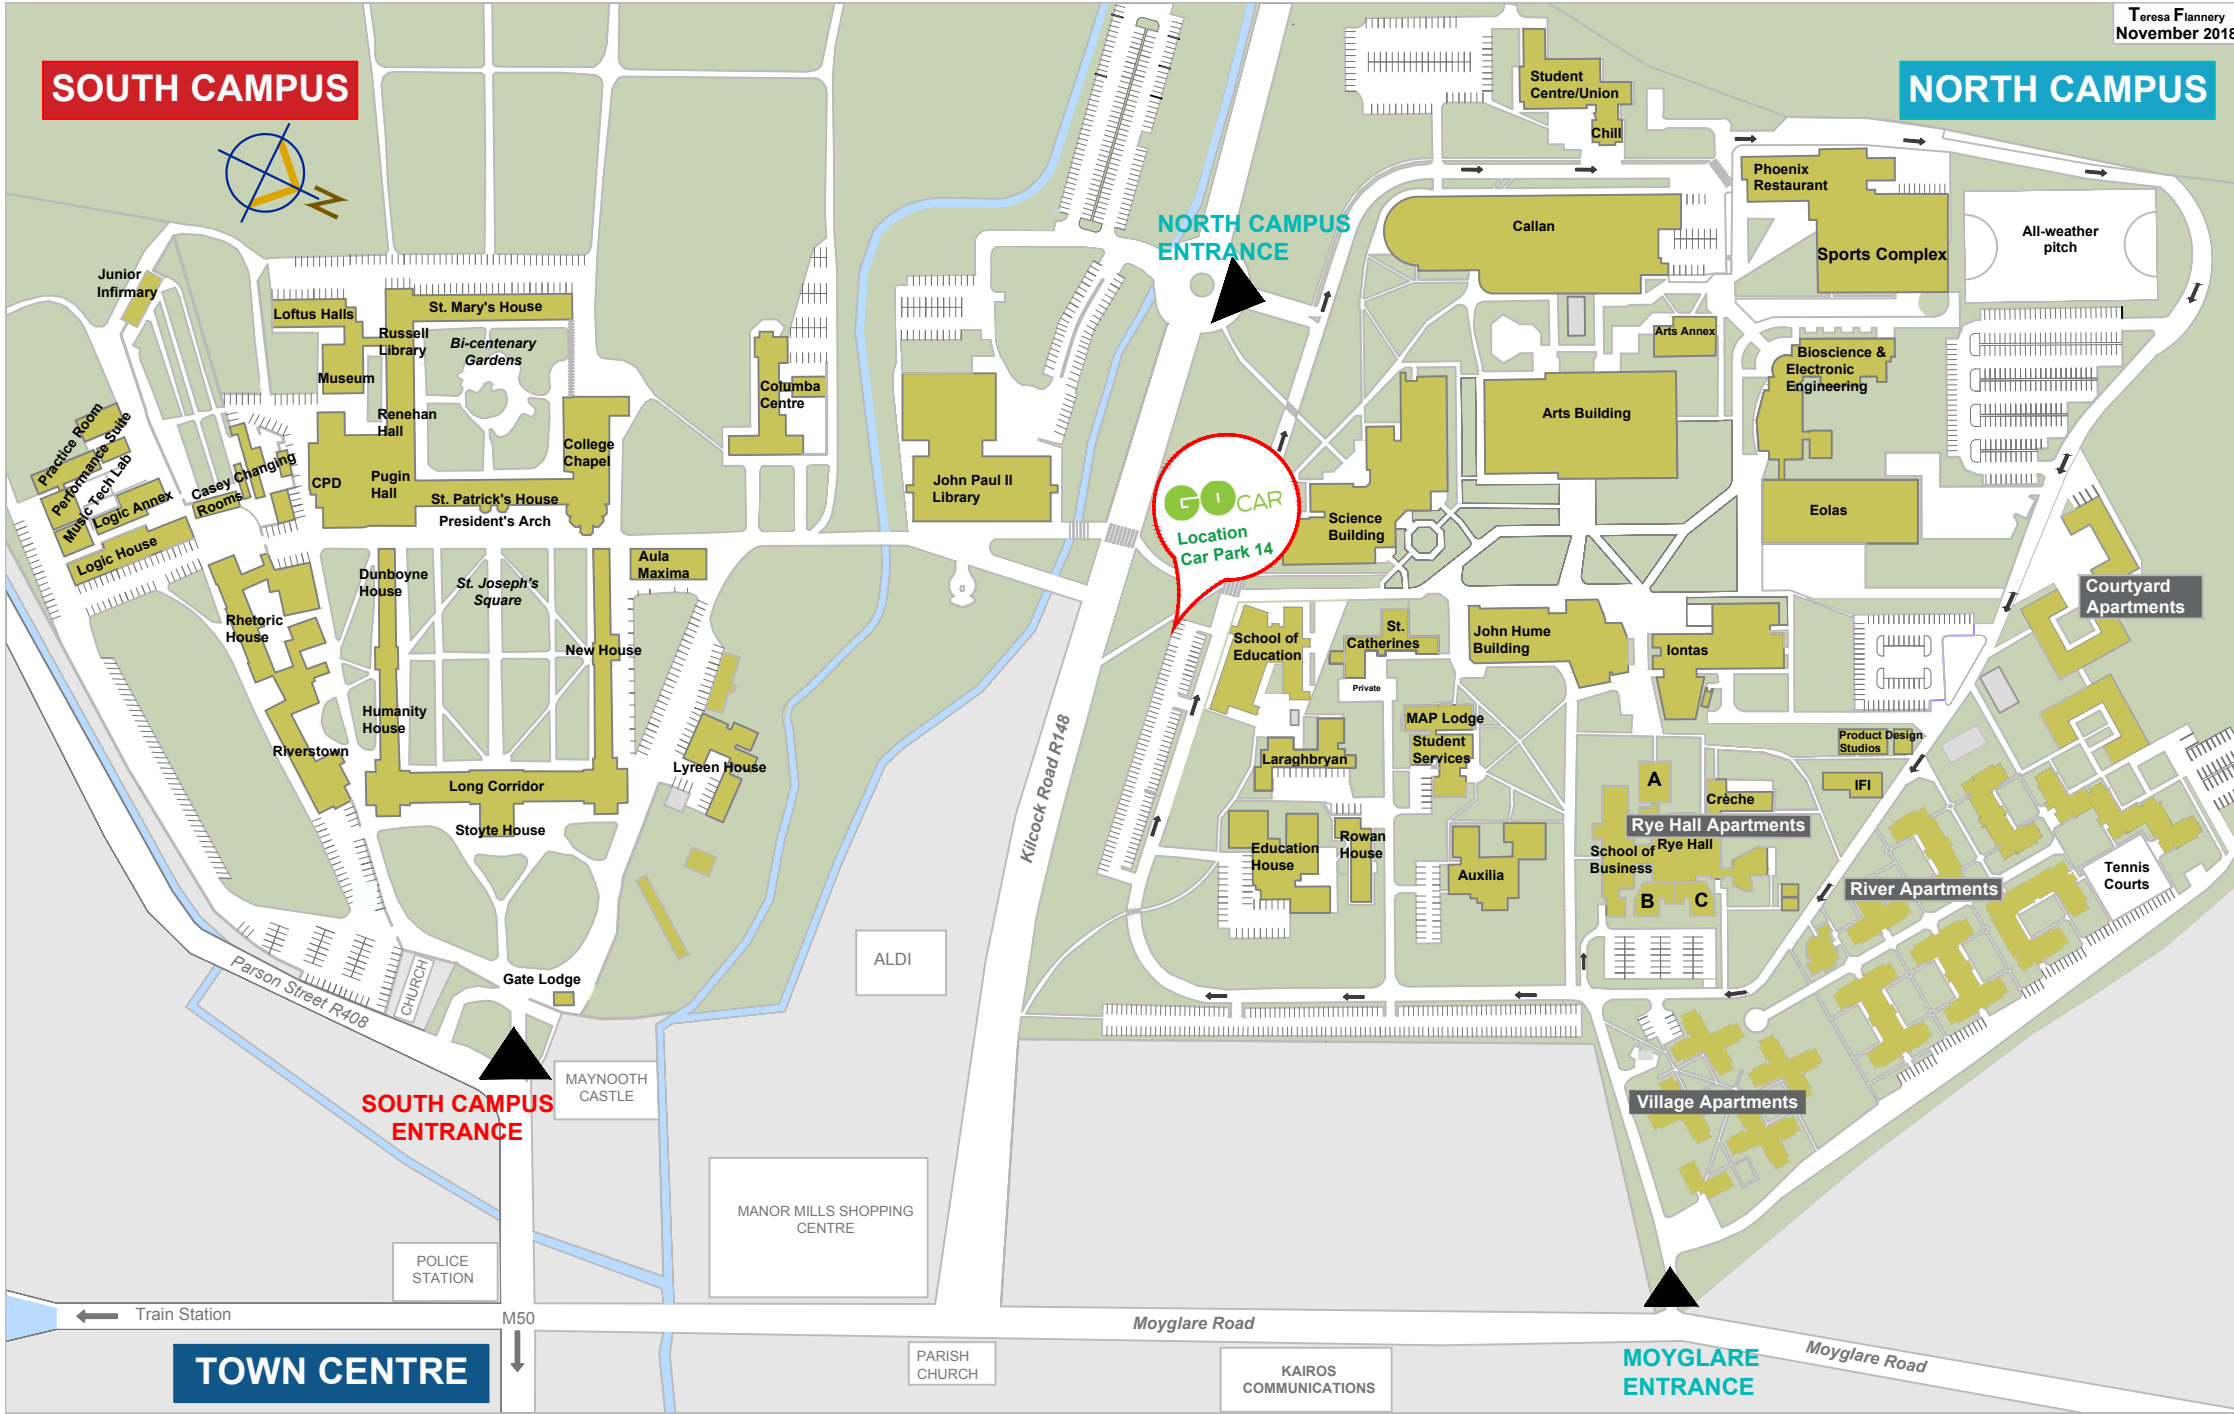 Teresa Flannery
November 2018
SOUTH CAMPUS
NORTH CAMPUS
N
NORTH CAMPUS
ENTRANCE
Student
Centre/Union
Chill
Phoenix
Restaurant
Callan
Sports Complex
All-weather
pitch
Junior
Infirmary
Loftus Halls
St. Mary's House
Russell
Library
Bi-centenary
Gardens
Museum
Renehan
Hall
Columba
Centre
College
Chapel
Practice Room
Performance Suite
Music Tech Lab
Logic Annex
Logic House
Casey Changing
Rooms
CPD
Pugin
Hall
St. Patrick's House
President's Arch
John Paul II
Library
GO CAR
Location
Car Park 14
Science
Building
Arts Annex
Arts Building
Bioscience &
Electronic
Engineering
Eolas
Courtyard
Apartments
Aula
Maxima
Dunboyne
House
St. Joseph's
Square
Rhetoric
House
New House
Humanity
House
Riverstown
Lyreen House
Long Corridor
Stoyte House
Gate Lodge
CHURCH
Parson Street R408
Kilcock Road R148
School of
Education
St.
Catherines
Private
John Hume
Building
Iontas
MAP Lodge
Student
Services
Laraghbryan
Product Design
Studios
IFI
A
Crèche
Rye Hall Apartments
Rye Hall
School of
Business
B
C
Education
House
Rowan
House
Auxilia
River Apartments
Tennis
Courts
Village Apartments
ALDI
SOUTH CAMPUS
ENTRANCE
MAYNOOTH
CASTLE
MANOR MILLS SHOPPING
CENTRE
POLICE
STATION
Train Station
M50
Moyglare Road
TOWN CENTRE
PARISH
CHURCH
KAIROS
COMMUNICATIONS
MOYGLARE
ENTRANCE
Moyglare Road